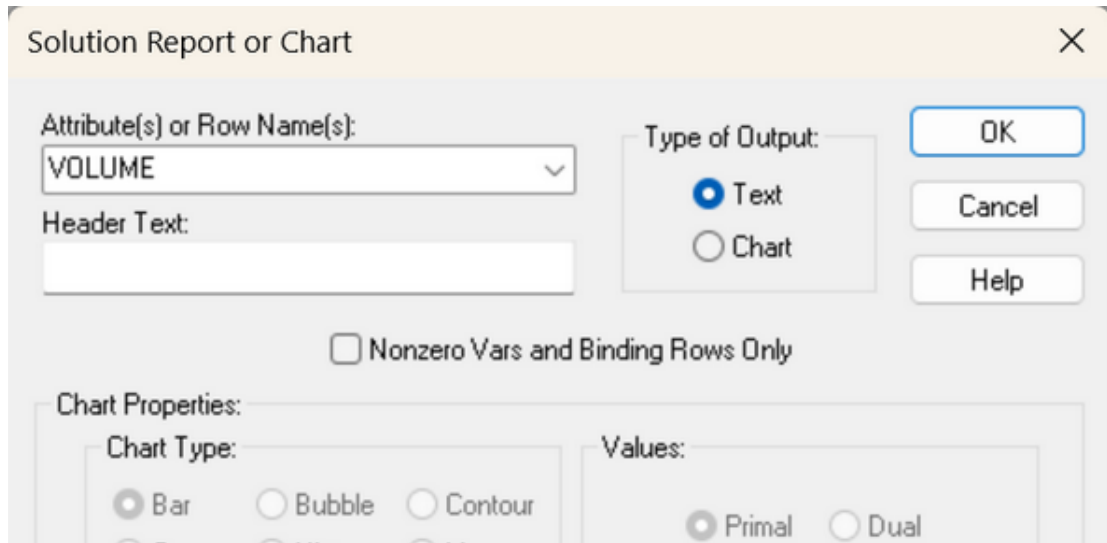 Solution Report or Chart
Attribute(s) or Row Name(s):
VOLUME
Header Text:
Type of Output:
Text
Chart
OK
Cancel
Help
Nonzero Vars and Binding Rows Only
Chart Properties:
Chart Type:
Bar Bubble Contour
Values:
Primal Dual